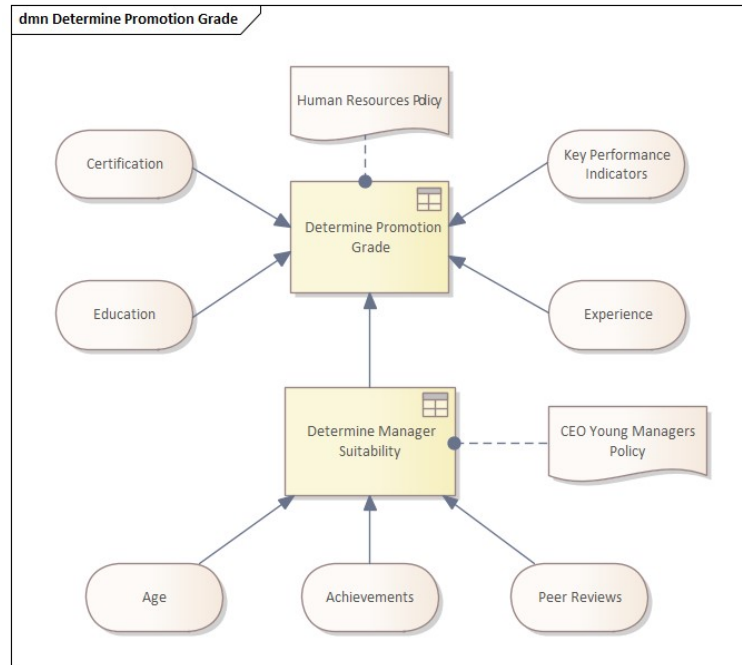 dmn Determine Promotion Grade
Human Resources Policy
Certification
Key Performance
Indicators
Determine Promotion
Grade
Education
Experience
Determine Manager
Suitability
CEO Young Managers
Policy
Age
Achievements
Peer Reviews